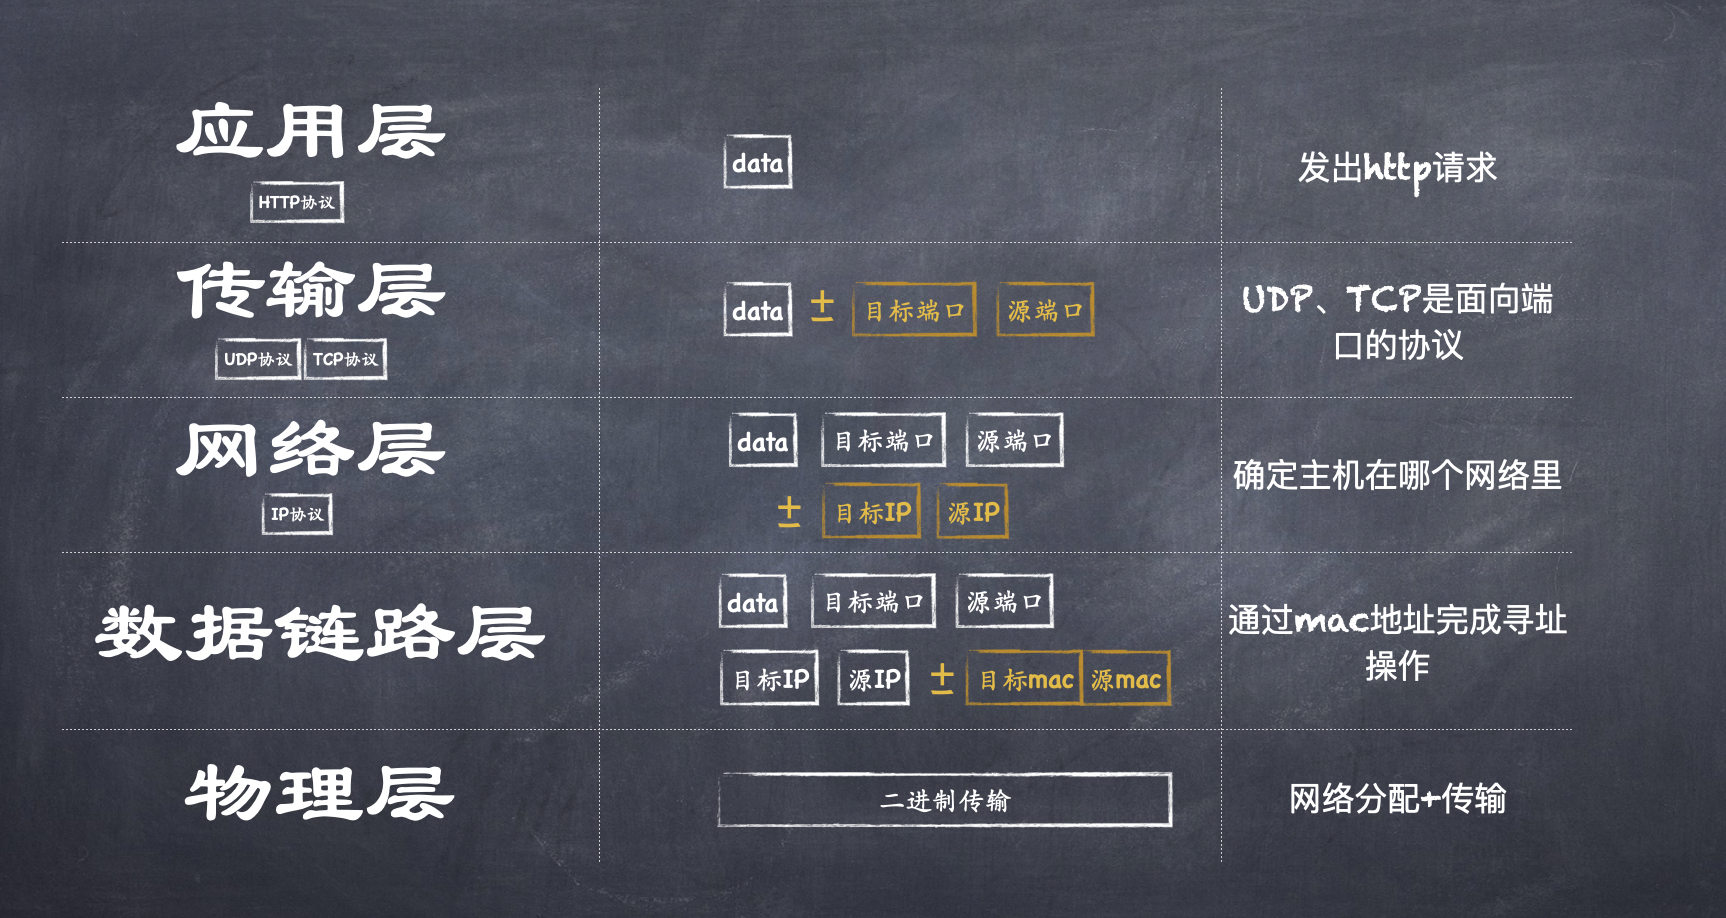 应用层
HTTP协议
data
发出http请求
传输层
UDP协议 TCP协议
data ± 目标端口 源端口
UDP、TCP是面向端
口的协议
网络层
IP协议
data 目标端口 源端口
± 目标IP 源IP
确定主机在哪个网络里
数据链路层
data 目标端口 源端口
目标IP 源IP ± 目标mac 源mac
通过mac地址完成寻址
操作
物理层
二进制传输
网络分配+传输